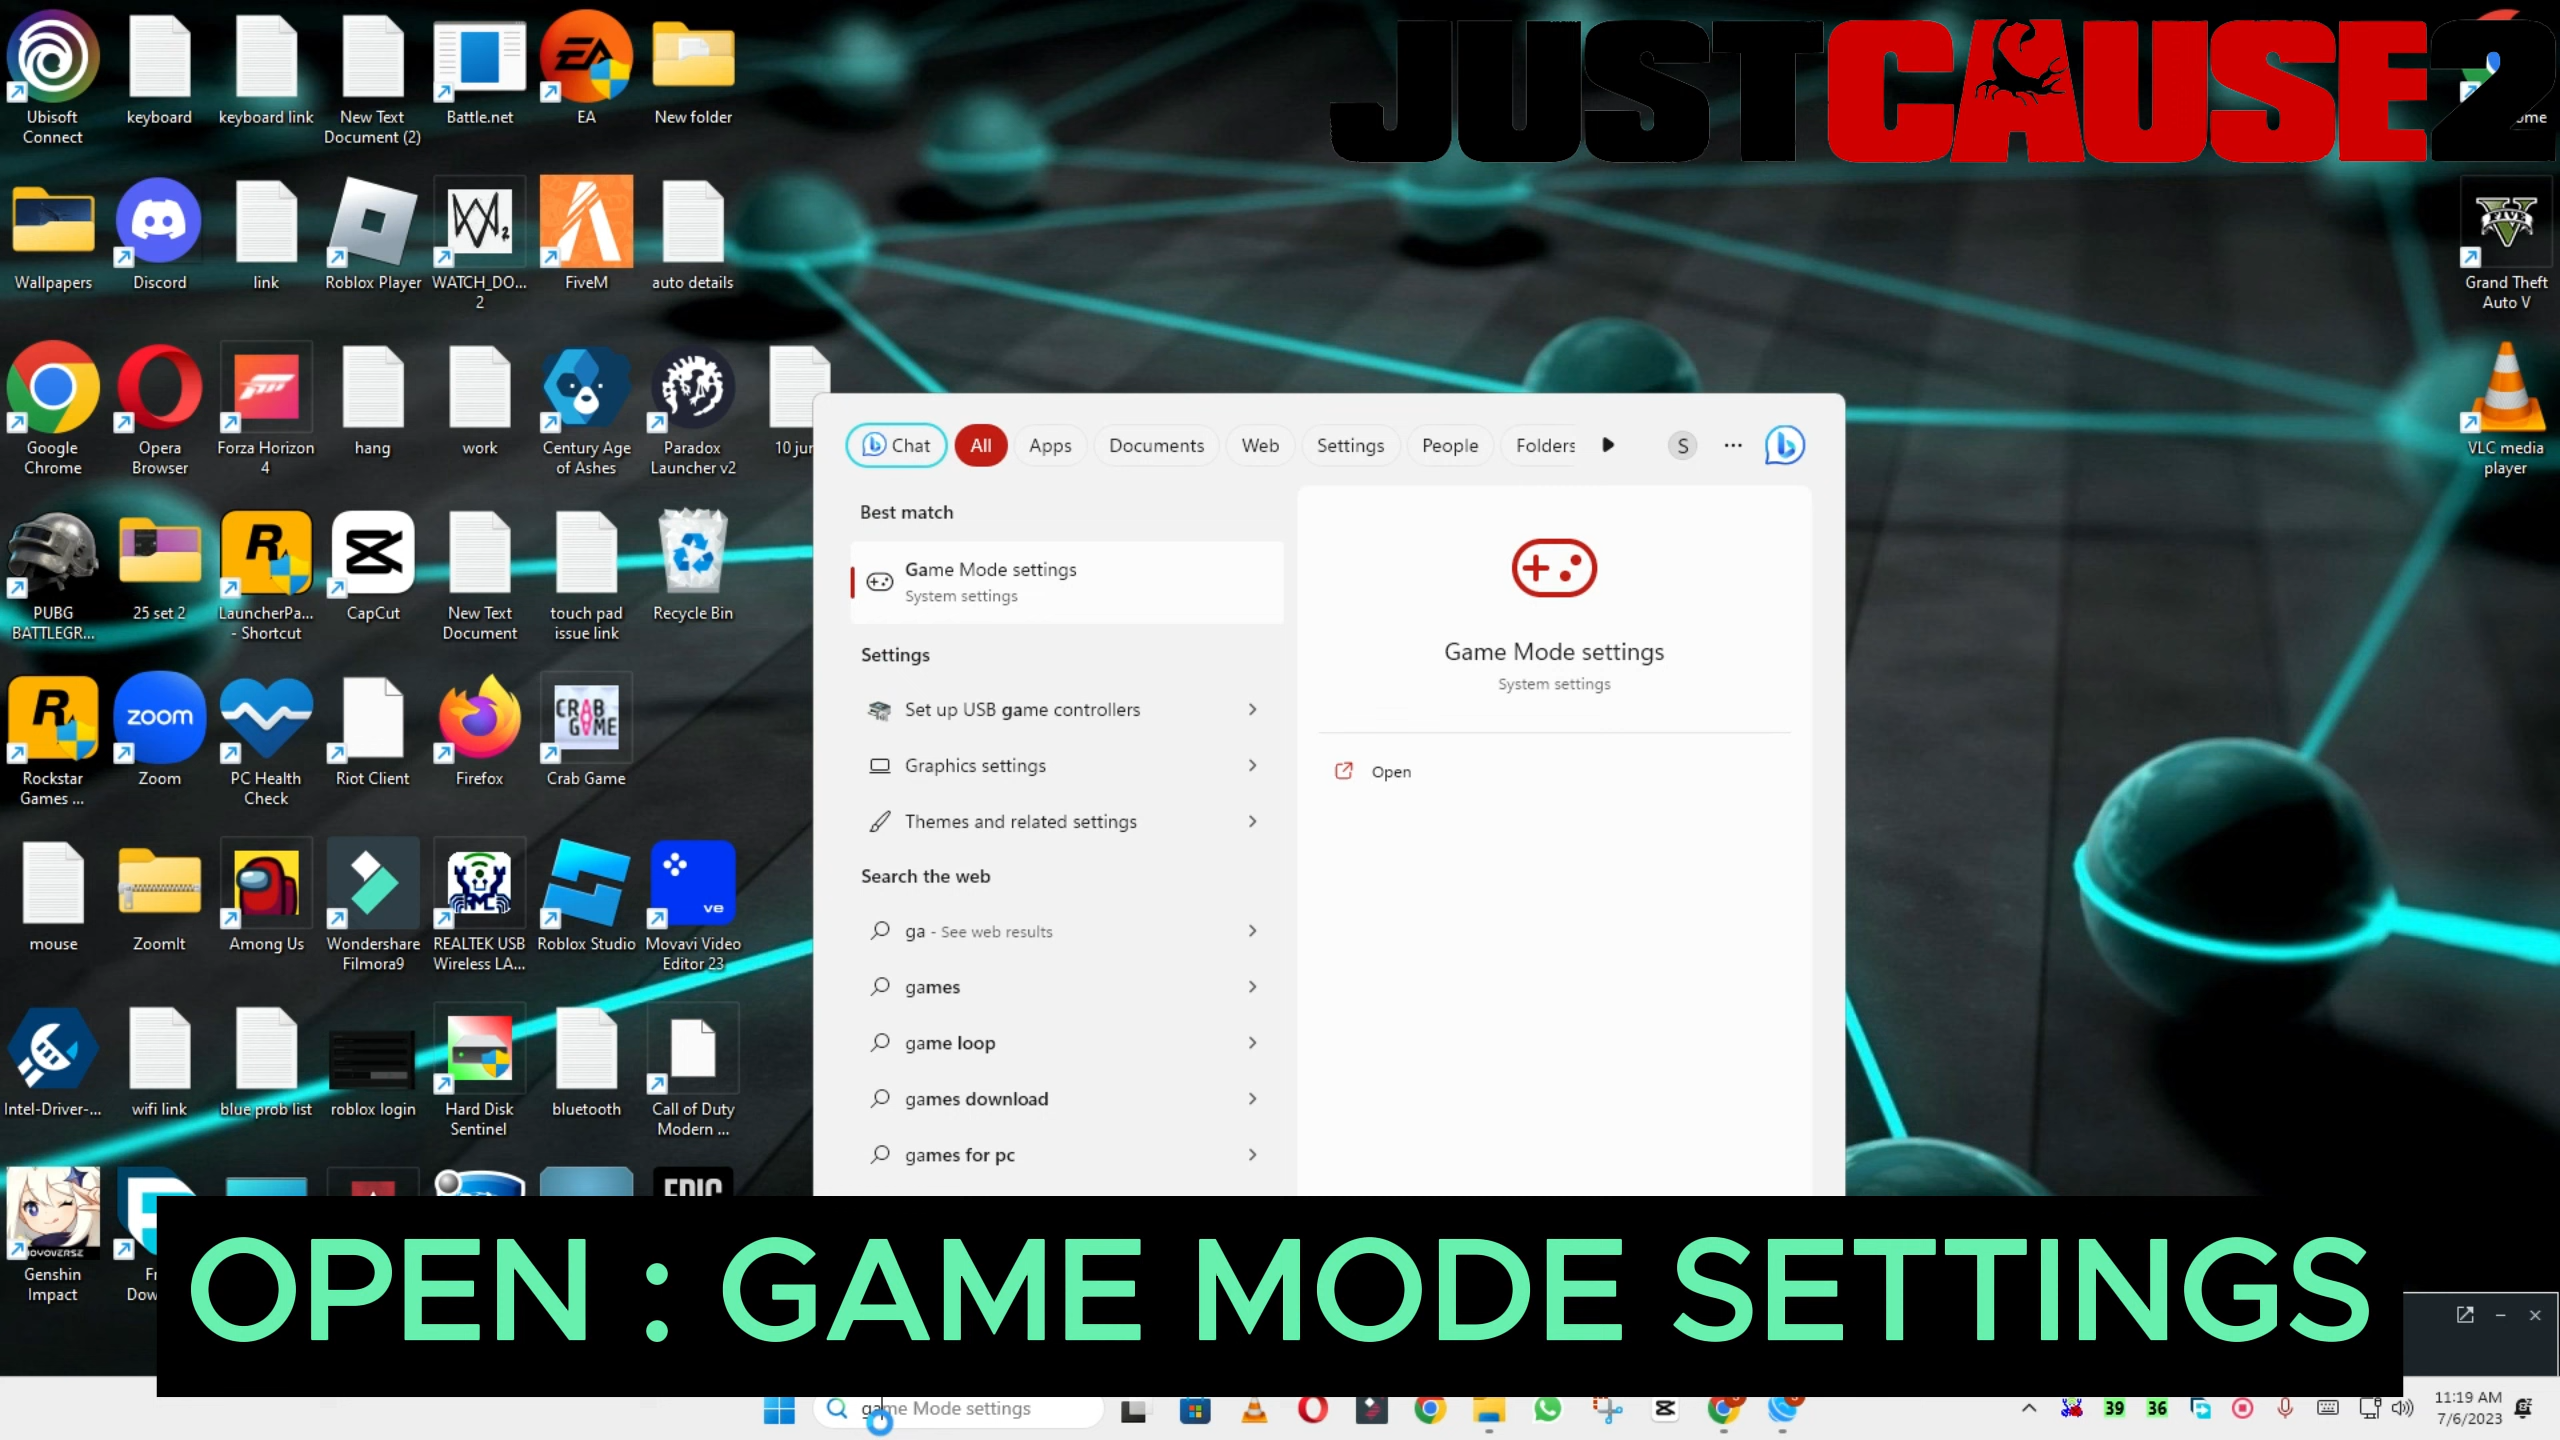 JUST CAUSE 2
Ubisoft Connect
keyboard
keyboard link
New Text Document (2)
Battle.net
EA
New folder
Wallpapers
Discord
link
Roblox Player
WATCH_DO... 2
FiveM
auto details
Grand Theft Auto V
Google Chrome
Opera Browser
Forza Horizon 4
hang
work
Century Age of Ashes
Paradox Launcher v2
VLC media player
PUBG BATTLEGR...
25 set 2
LauncherPa... - Shortcut
CapCut
New Text Document
touch pad issue link
Recycle Bin
Rockstar Games ...
zoom
Zoom
PC Health Check
Riot Client
Firefox
CRAB GAME
Crab Game
mouse
ZoomIt
Among Us
Wondershare Filmora9
REALTEK USB Wireless LA...
Roblox Studio
ve
Movavi Video Editor 23
Intel-Driver-...
wifi link
blue prob list
roblox login
Hard Disk Sentinel
bluetooth
Call of Duty Modern ...
Genshin Impact
EPIC
Chat
All
Apps
Documents
Web
Settings
People
Folders
S
Best match
Game Mode settings
System settings
Settings
Set up USB game controllers
Graphics settings
Themes and related settings
Search the web
ga - See web results
games
game loop
games download
games for pc
Game Mode settings
System settings
Open
OPEN : GAME MODE SETTINGS
game Mode settings
39
36
11:19 AM
7/6/2023